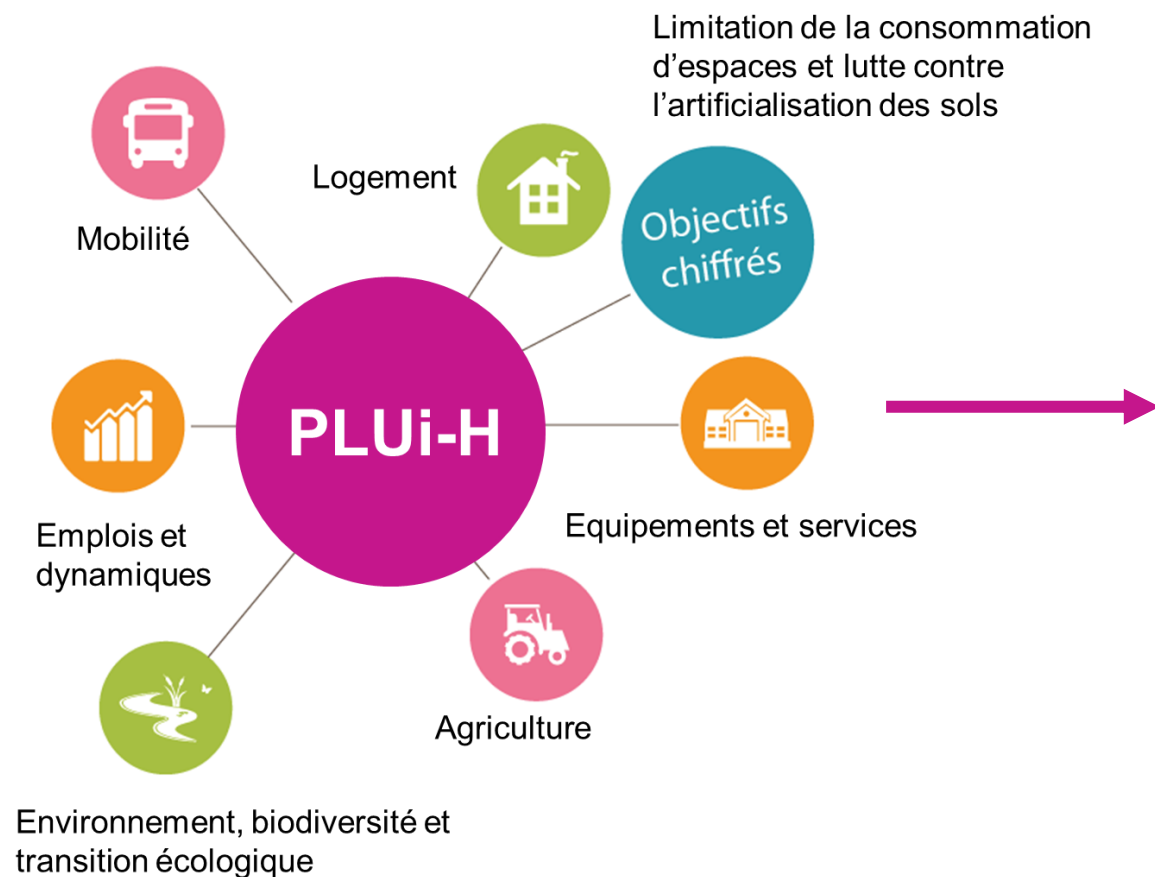 Limitation de la consommation
d’espaces et lutte contre
l’artificialisation des sols
Logement
Objectifs
chiffrés
Mobilité
PLUi-H
Emplois et
dynamiques
Equipements et services
Agriculture
Environnement, biodiversité et
transition écologique